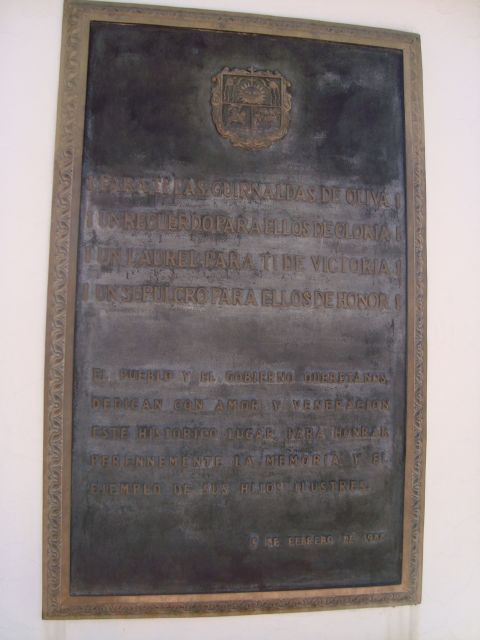 ¡ PARA TI LAS GUIRNALDAS DE OLIVA !
¡ UN RECUERDO PARA ELLOS DE GLORIA !
¡ UN LAUREL PARA TI DE VICTORIA !
¡ UN SEPULCRO PARA ELLOS DE HONOR !
EL PUEBLO Y EL GOBIERNO QUERETANOS,
DEDICAN CON AMOR Y VENERACION
ESTE HISTORICO LUGAR PARA HONRAR
PERENNEMENTE LA MEMORIA Y EL
EJEMPLO DE SUS HIJOS ILUSTRES.
DE FEBRERO DE